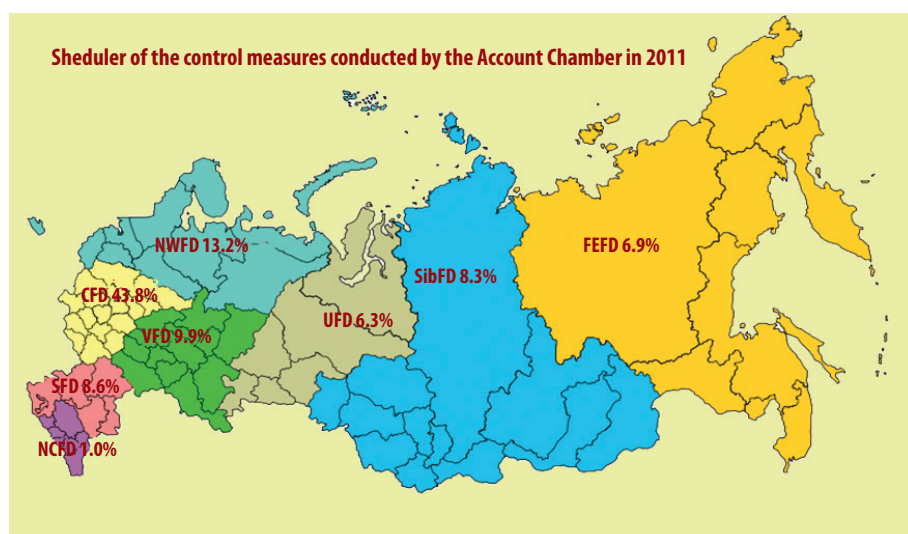 Sheduler of the control measures conducted by the Account Chamber in 2011
NWFD 13.2%
FEFD 6.9%
SibFD 8.3%
CFD 43.8%
UFD 6.3%
VFD 9.9%
SFD 8.6%
NCFD 1.0%